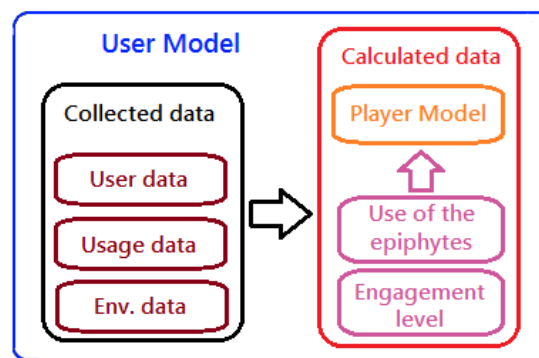 User Model
Collected data
User data
Usage data
Env. data
Calculated data
Player Model
Use of the
epiphytes
Engagement
level